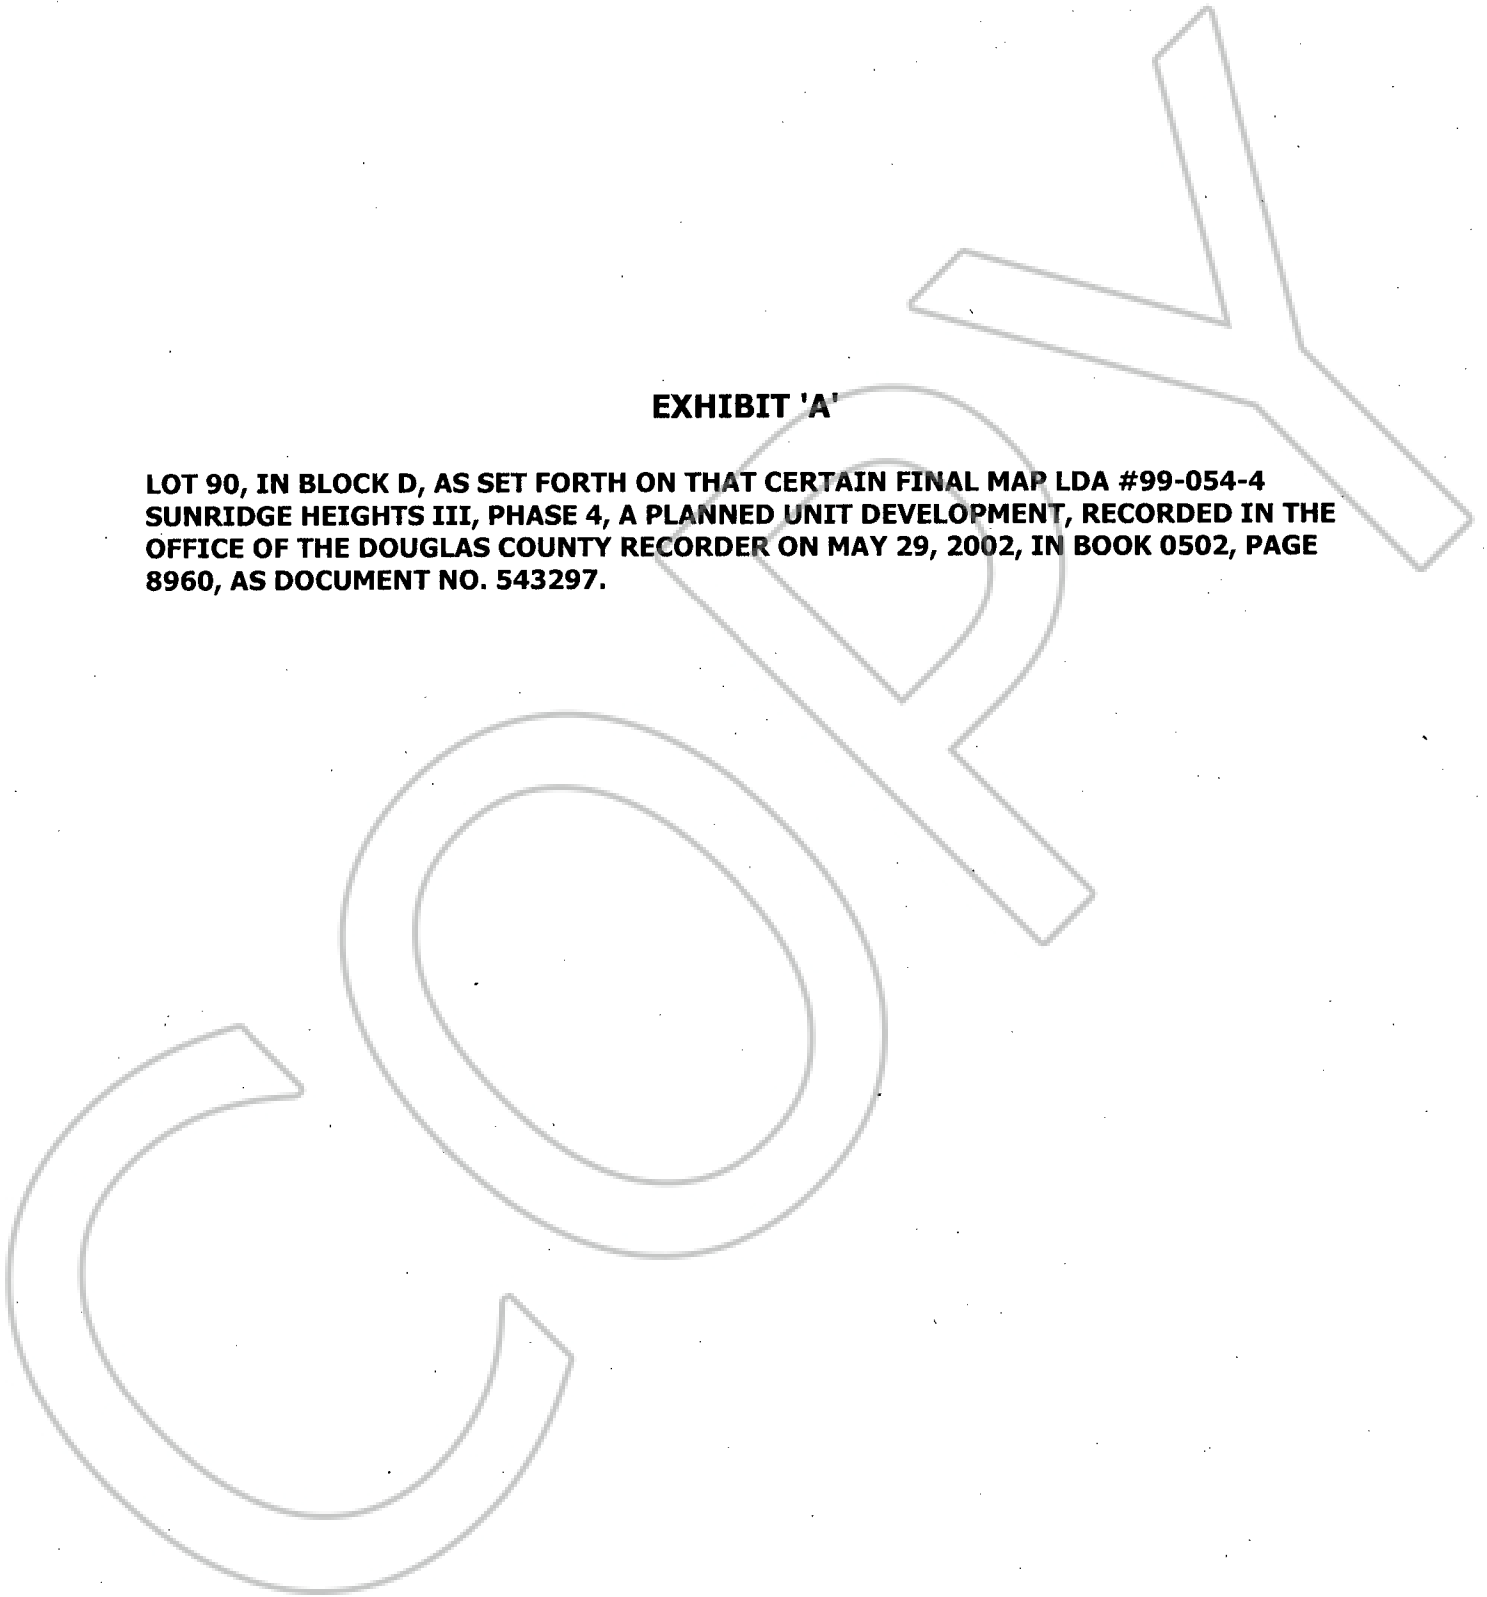 EXHIBIT 'A'
LOT 90, IN BLOCK D, AS SET FORTH ON THAT CERTAIN FINAL MAP LDA #99-054-4
SUNRIDGE HEIGHTS III, PHASE 4, A PLANNED UNIT DEVELOPMENT, RECORDED IN THE
OFFICE OF THE DOUGLAS COUNTY RECORDER ON MAY 29, 2002, IN BOOK 0502, PAGE
8960, AS DOCUMENT NO. 543297.
COPY